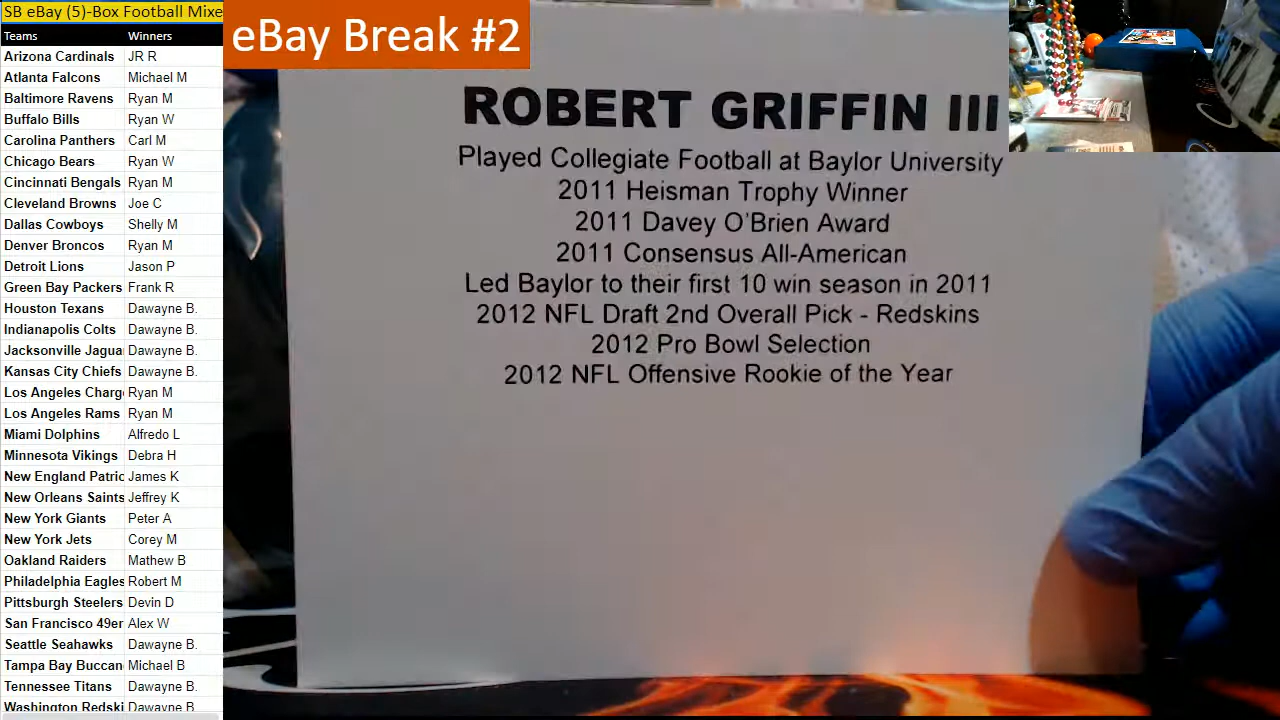 SB eBay (5)-Box Football Mixe
Teams Winners
Arizona Cardinals JR R
Atlanta Falcons Michael M
Baltimore Ravens Ryan M
Buffalo Bills Ryan W
Carolina Panthers Carl M
Chicago Bears Ryan W
Cincinnati Bengals Ryan M
Cleveland Browns Joe C
Dallas Cowboys Shelly M
Denver Broncos Ryan M
Detroit Lions Jason P
Green Bay Packers Frank R
Houston Texans Dawayne B.
Indianapolis Colts Dawayne B.
Jacksonville Jagua Dawayne B.
Kansas City Chiefs Dawayne B.
Los Angeles Charg Ryan M
Los Angeles Rams Ryan M
Miami Dolphins Alfredo L
Minnesota Vikings Debra H
New England Patric James K
New Orleans Saints Jeffrey K
New York Giants Peter A
New York Jets Corey M
Oakland Raiders Mathew B
Philadelphia Eagles Robert M
Pittsburgh Steelers Devin D
San Francisco 49er Alex W
Seattle Seahawks Dawayne B.
Tampa Bay Buccan Michael B
Tennessee Titans Dawayne B.
Washington Redski Dawayne B
eBay Break #2
ROBERT GRIFFIN III
Played Collegiate Football at Baylor University
2011 Heisman Trophy Winner
2011 Davey O'Brien Award
2011 Consensus All-American
Led Baylor to their first 10 win season in 2011
2012 NFL Draft 2nd Overall Pick - Redskins
2012 Pro Bowl Selection
2012 NFL Offensive Rookie of the Year